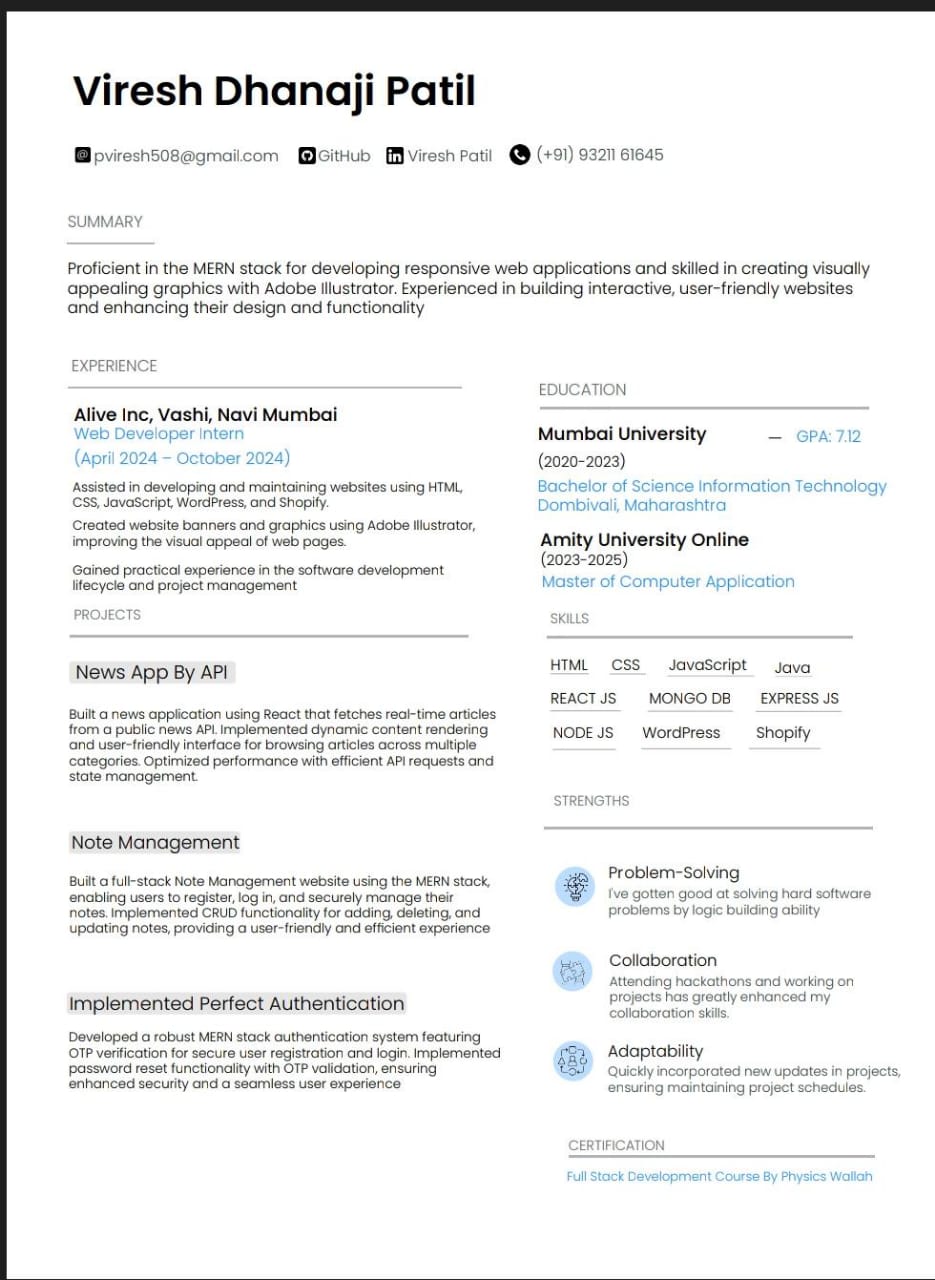 Viresh Dhanaji Patil
pviresh508@gmail.com GitHub Viresh Patil (+91) 93211 61645
SUMMARY
Proficient in the MERN stack for developing responsive web applications and skilled in creating visually
appealing graphics with Adobe Illustrator. Experienced in building interactive, user-friendly websites
and enhancing their design and functionality
EXPERIENCE
Alive Inc, Vashi, Navi Mumbai
Web Developer Intern
(April 2024 – October 2024)
Assisted in developing and maintaining websites using HTML,
CSS, JavaScript, WordPress, and Shopify.
Created website banners and graphics using Adobe Illustrator,
improving the visual appeal of web pages.
Gained practical experience in the software development
lifecycle and project management
PROJECTS
News App By API
Built a news application using React that fetches real-time articles
from a public news API. Implemented dynamic content rendering
and user-friendly interface for browsing articles across multiple
categories. Optimized performance with efficient API requests and
state management.
Note Management
Built a full-stack Note Management website using the MERN stack,
enabling users to register, log in, and securely manage their
notes. Implemented CRUD functionality for adding, deleting, and
updating notes, providing a user-friendly and efficient experience
Implemented Perfect Authentication
Developed a robust MERN stack authentication system featuring
OTP verification for secure user registration and login. Implemented
password reset functionality with OTP validation, ensuring
enhanced security and a seamless user experience
EDUCATION
Mumbai University — GPA: 7.12
(2020-2023)
Bachelor of Science Information Technology
Dombivali, Maharashtra
Amity University Online
(2023-2025)
Master of Computer Application
SKILLS
HTML CSS JavaScript Java
REACT JS MONGO DB EXPRESS JS
NODE JS WordPress Shopify
STRENGTHS
Problem-Solving
I've gotten good at solving hard software
problems by logic building ability
Collaboration
Attending hackathons and working on
projects has greatly enhanced my
collaboration skills.
Adaptability
Quickly incorporated new updates in projects,
ensuring maintaining project schedules.
CERTIFICATION
Full Stack Development Course By Physics Wallah